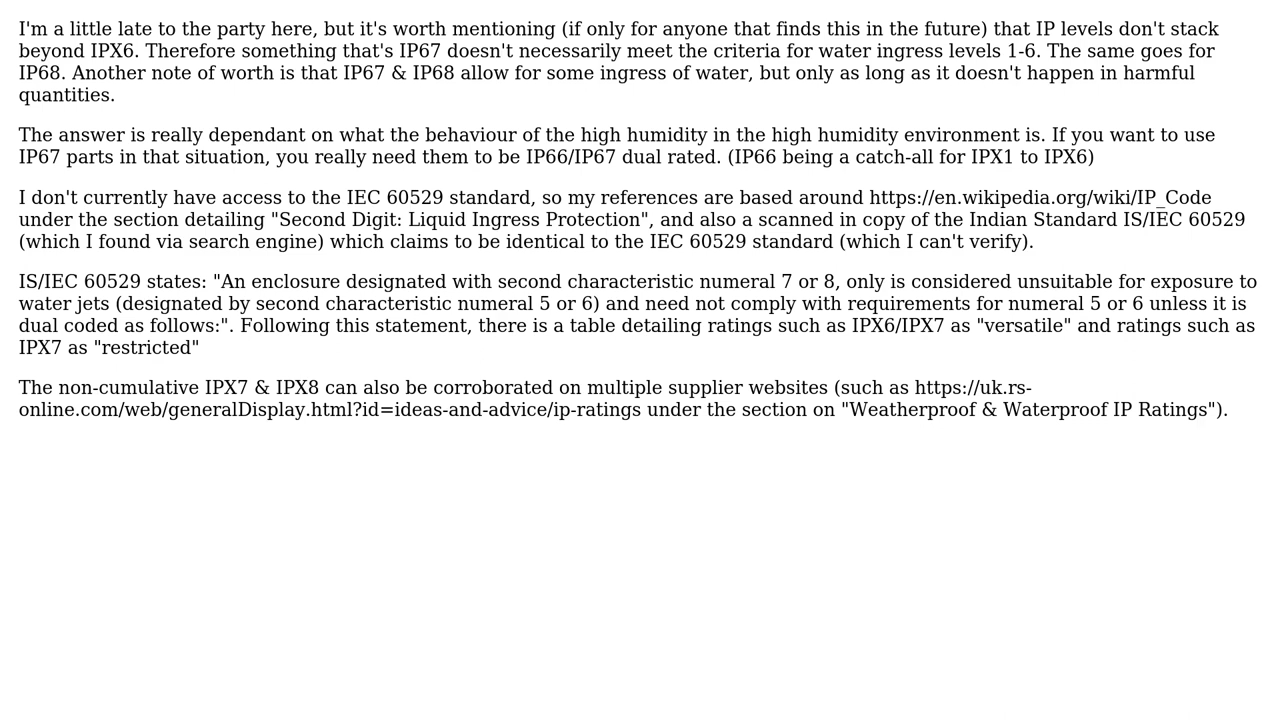 I'm a little late to the party here, but it's worth mentioning (if only for anyone that finds this in the future) that IP levels don't stack
beyond IPX6. Therefore something that's IP67 doesn't necessarily meet the criteria for water ingress levels 1-6. The same goes for
IP68. Another note of worth is that IP67 & IP68 allow for some ingress of water, but only as long as it doesn't happen in harmful
quantities.
The answer is really dependant on what the behaviour of the high humidity in the high humidity environment is. If you want to use
IP67 parts in that situation, you really need them to be IP66/IP67 dual rated. (IP66 being a catch-all for IPX1 to IPX6)
I don't currently have access to the IEC 60529 standard, so my references are based around https://en.wikipedia.org/wiki/IP_Code
under the section detailing "Second Digit: Liquid Ingress Protection", and also a scanned in copy of the Indian Standard IS/IEC 60529
(which I found via search engine) which claims to be identical to the IEC 60529 standard (which I can't verify).
IS/IEC 60529 states: "An enclosure designated with second characteristic numeral 7 or 8, only is considered unsuitable for exposure to
water jets (designated by second characteristic numeral 5 or 6) and need not comply with requirements for numeral 5 or 6 unless it is
dual coded as follows:". Following this statement, there is a table detailing ratings such as IPX6/IPX7 as "versatile" and ratings such as
IPX7 as "restricted"
The non-cumulative IPX7 & IPX8 can also be corroborated on multiple supplier websites (such as https://uk.rs-
online.com/web/generalDisplay.html?id=ideas-and-advice/ip-ratings under the section on "Weatherproof & Waterproof IP Ratings").